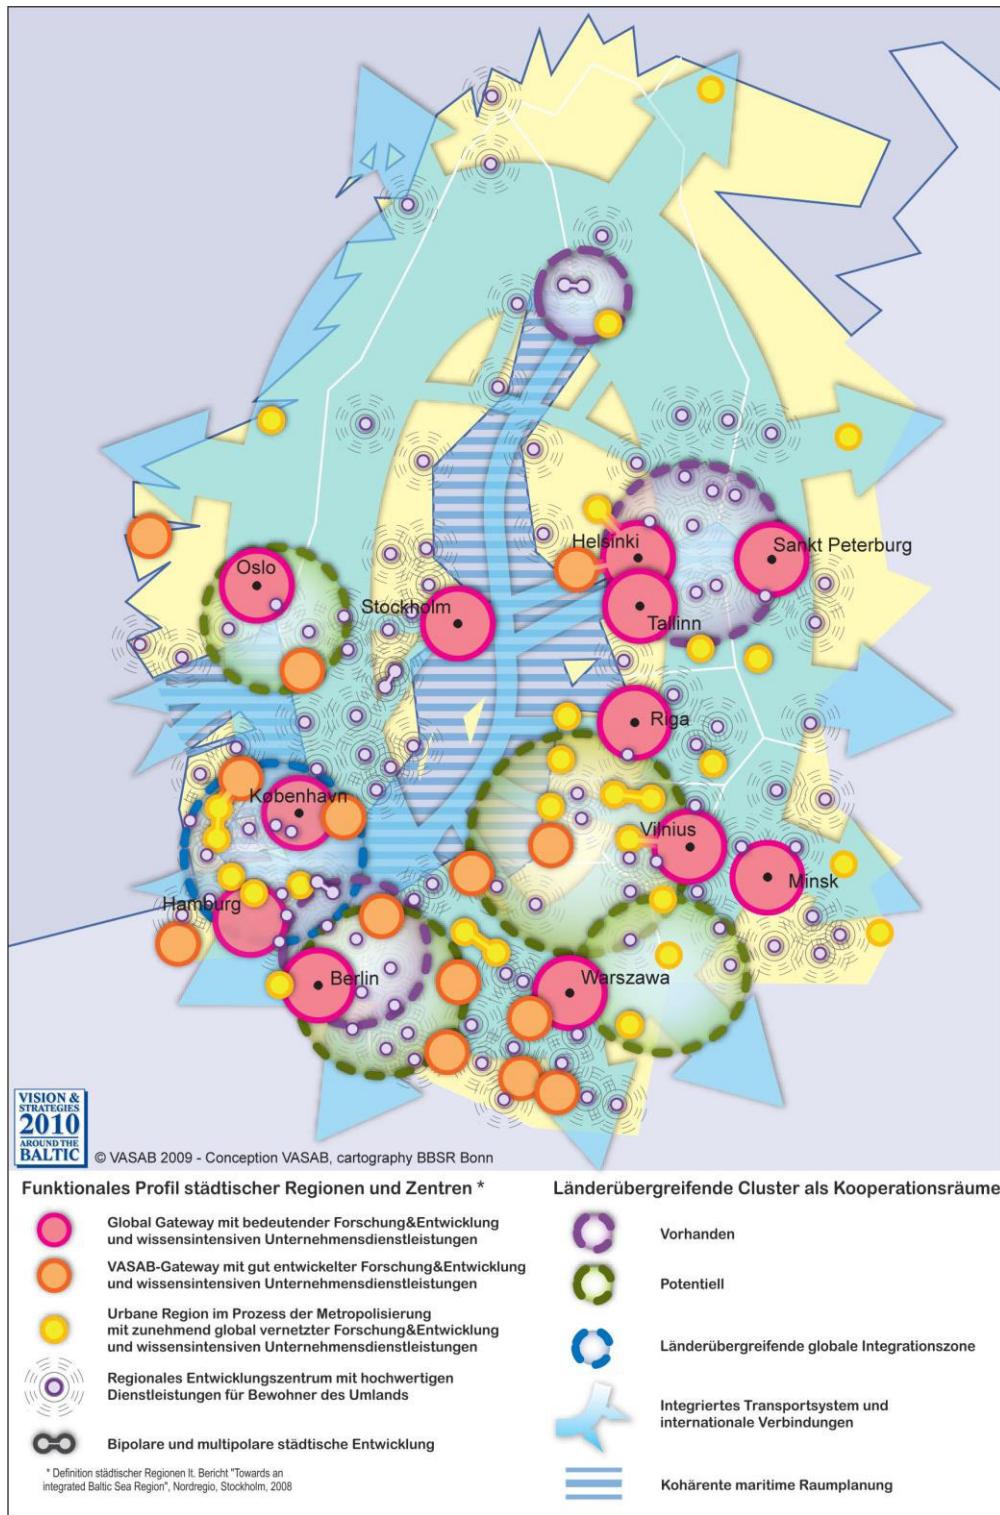 Helsinki
Sankt Peterburg
Oslo
Stockholm
Tallinn
Riga
København
Vilnius
Minsk
Hamburg
Berlin
Warszawa
VISION &
STRATEGIES
2010
AROUND THE
BALTIC
© VASAB 2009 - Conception VASAB, cartography BBSR Bonn
Funktionales Profil städtischer Regionen und Zentren *
Global Gateway mit bedeutender Forschung&Entwicklung
und wissensintensiven Unternehmensdienstleistungen
VASAB-Gateway mit gut entwickelter Forschung&Entwicklung
und wissensintensiven Unternehmensdienstleistungen
Urbane Region im Prozess der Metropolisierung
mit zunehmend global vernetzter Forschung&Entwicklung
und wissensintensiven Unternehmensdienstleistungen
Regionales Entwicklungszentrum mit hochwertigen
Dienstleistungen für Bewohner des Umlands
Bipolare und multipolare städtische Entwicklung
* Definition städtischer Regionen lt. Bericht "Towards an
integrated Baltic Sea Region", Nordregio, Stockholm, 2008
Länderübergreifende Cluster als Kooperationsräume
Vorhanden
Potentiell
Länderübergreifende globale Integrationszone
Integriertes Transportsystem und
internationale Verbindungen
Kohärente maritime Raumplanung